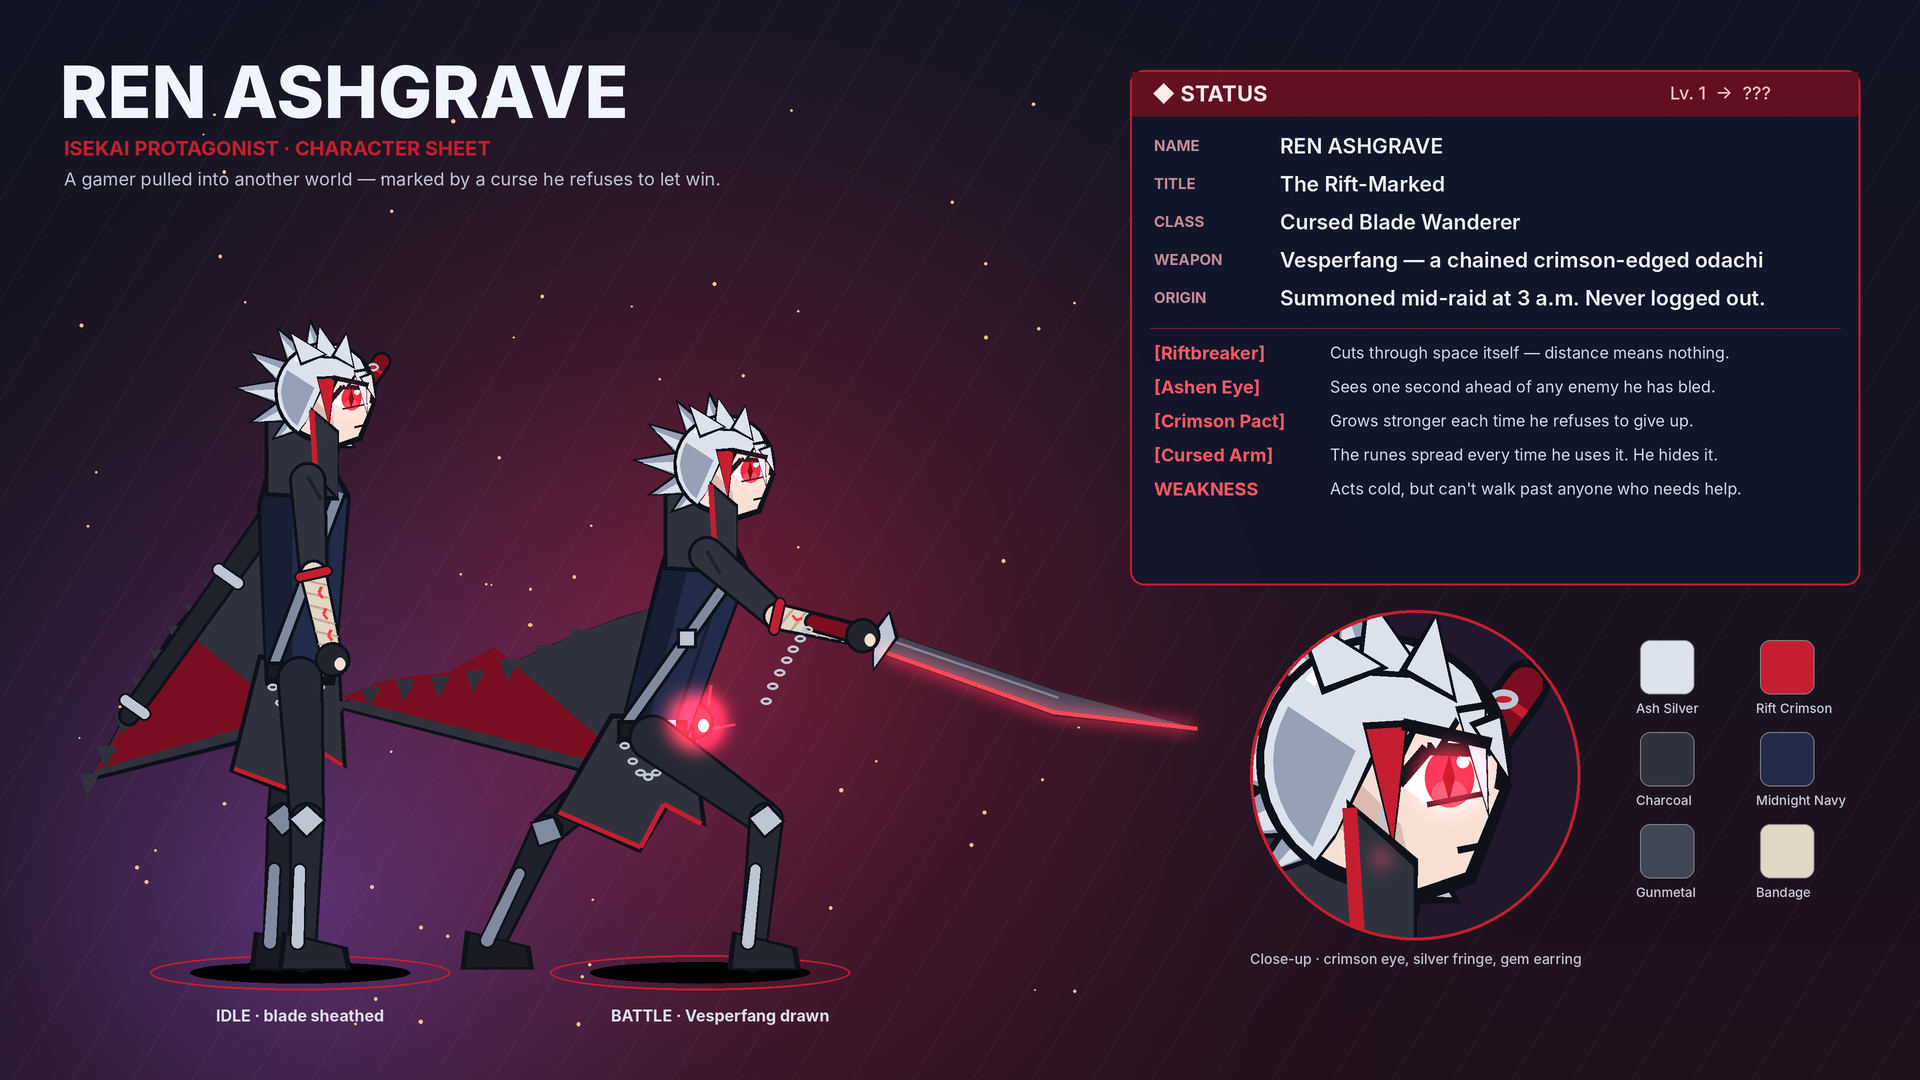 REN ASHGRAVE
ISEKAI PROTAGONIST · CHARACTER SHEET
A gamer pulled into another world — marked by a curse he refuses to let win.
◆ STATUS Lv. 1 → ???
NAME REN ASHGRAVE
TITLE The Rift-Marked
CLASS Cursed Blade Wanderer
WEAPON Vesperfang — a chained crimson-edged odachi
ORIGIN Summoned mid-raid at 3 a.m. Never logged out.
[Riftbreaker] Cuts through space itself — distance means nothing.
[Ashen Eye] Sees one second ahead of any enemy he has bled.
[Crimson Pact] Grows stronger each time he refuses to give up.
[Cursed Arm] The runes spread every time he uses it. He hides it.
WEAKNESS Acts cold, but can't walk past anyone who needs help.
Ash Silver Rift Crimson
Charcoal Midnight Navy
Gunmetal Bandage
Close-up · crimson eye, silver fringe, gem earring
IDLE · blade sheathed
BATTLE · Vesperfang drawn